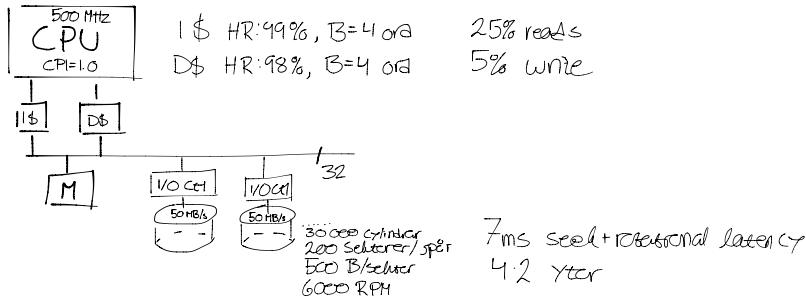 500 MHz
CPU
CPI=1.0
I$ HR:99%, B=4 ord
25% reads
D$ HR:98%, B=4 ord
5% write
I$
D$
32
M
I/O Ctrl
I/O Ctrl
50 MB/s
50 MB/s
30 000 cylindrar
200 sektorer/spår
500 B/sektor
6000 RPM
7ms seek+rotational latency
4·2 ytor